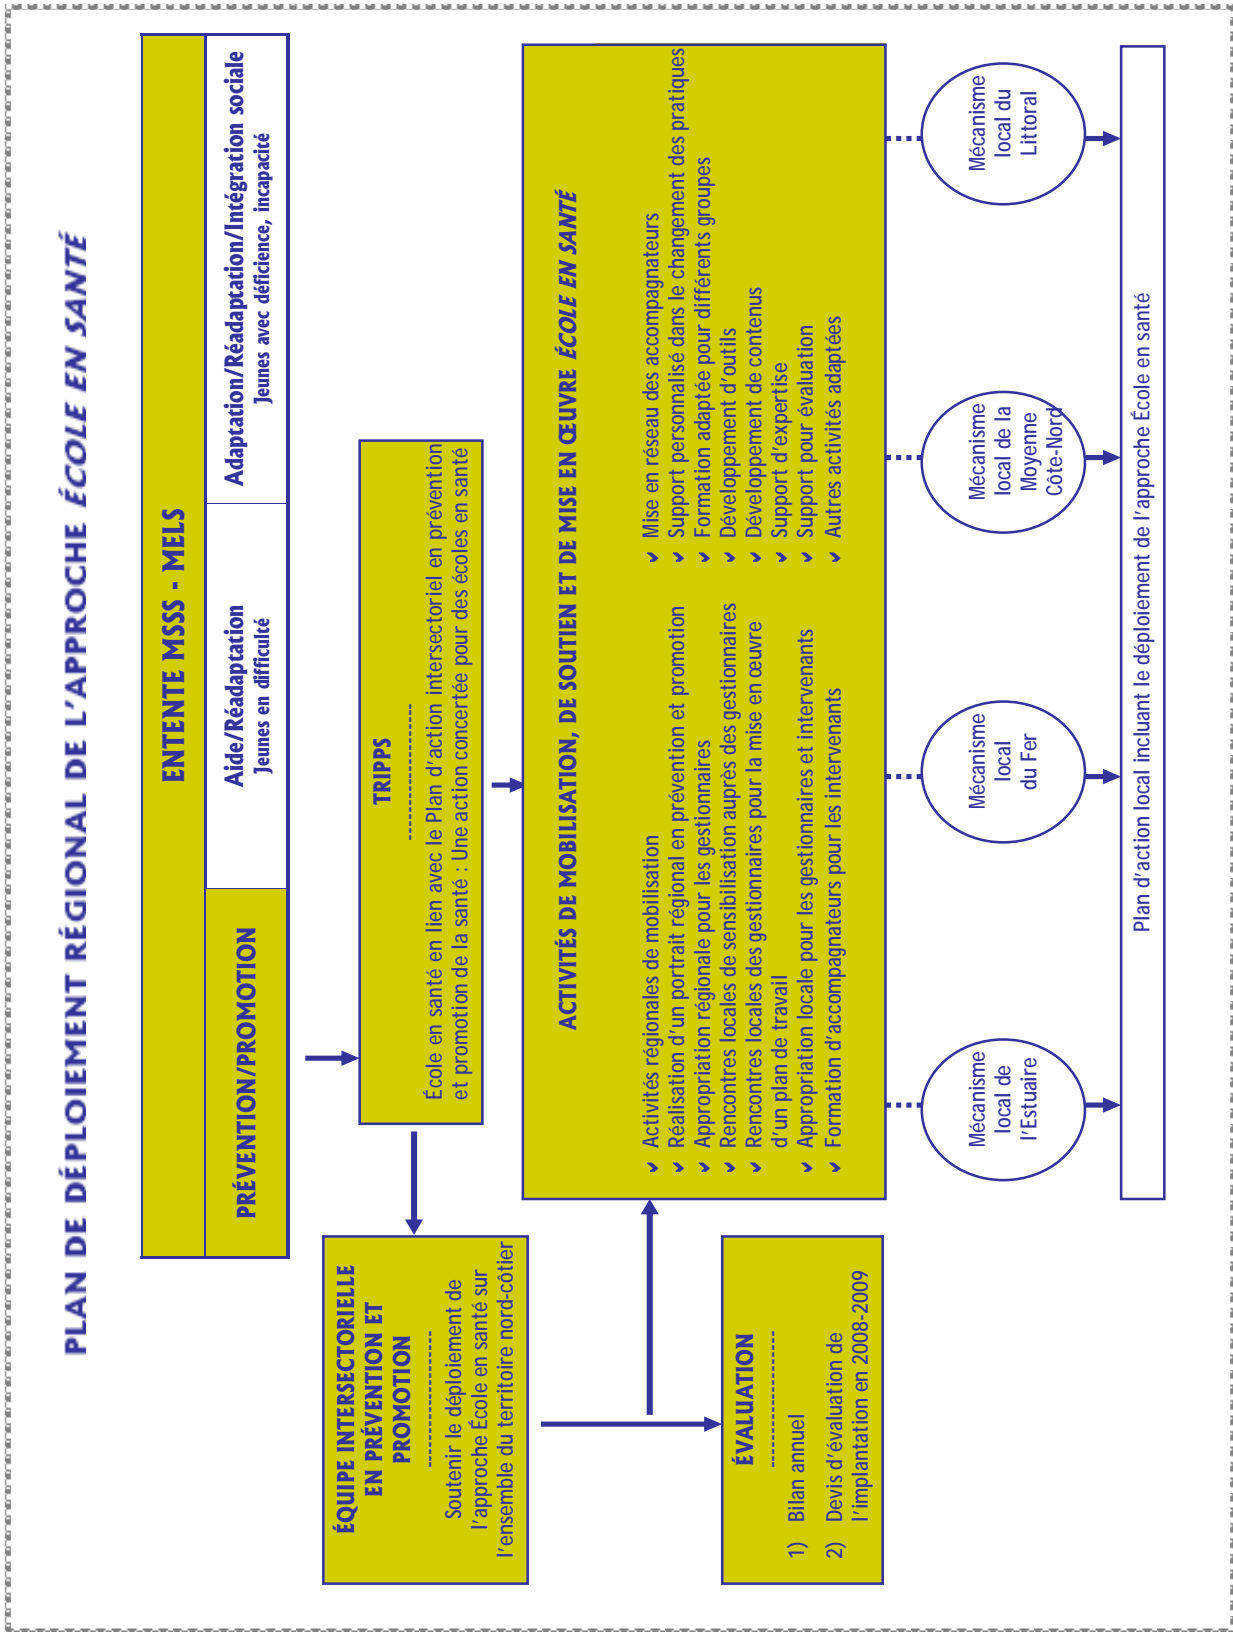 PLAN DE DÉPLOIEMENT RÉGIONAL DE L'APPROCHE ÉCOLE EN SANTÉ
ENTENTE MSSS - MELS
PRÉVENTION/PROMOTION
Aide/Réadaptation
Jeunes en difficulté
Adaptation/Réadaptation/Intégration sociale
Jeunes avec déficience, incapacité
TRIPPS
École en santé en lien avec le Plan d'action intersectoriel en prévention
et promotion de la santé : Une action concertée pour des écoles en santé
ÉQUIPE INTERSECTORIELLE
EN PRÉVENTION ET
PROMOTION
Soutenir le déploiement de
l'approche École en santé sur
l'ensemble du territoire nord-côtier
ACTIVITÉS DE MOBILISATION, DE SOUTIEN ET DE MISE EN ŒUVRE ÉCOLE EN SANTÉ
✔ Activités régionales de mobilisation
✔ Réalisation d'un portrait régional en prévention et promotion
✔ Appropriation régionale pour les gestionnaires
✔ Rencontres locales de sensibilisation auprès des gestionnaires
✔ Rencontres locales des gestionnaires pour la mise en œuvre
d'un plan de travail
✔ Appropriation locale pour les gestionnaires et intervenants
✔ Formation d'accompagnateurs pour les intervenants
✔ Mise en réseau des accompagnateurs
✔ Support personnalisé dans le changement des pratiques
✔ Formation adaptée pour différents groupes
✔ Développement d'outils
✔ Développement de contenus
✔ Support d'expertise
✔ Support pour évaluation
✔ Autres activités adaptées
ÉVALUATION
1) Bilan annuel
2) Devis d'évaluation de
l'implantation en 2008-2009
Mécanisme
local de
l'Estuaire
Mécanisme
local
du Fer
Mécanisme
local de la
Moyenne
Côte-Nord
Mécanisme
local du
Littoral
Plan d'action local incluant le déploiement de l'approche École en santé